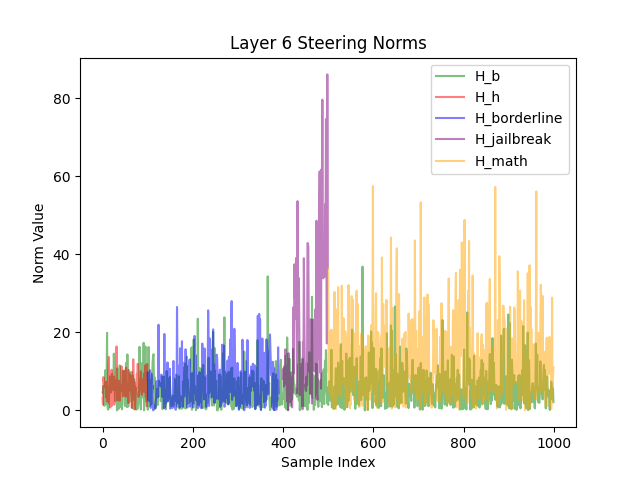 Layer 6 Steering Norms
H_b
H_h
H_borderline
H_jailbreak
H_math
Norm Value
80
60
40
20
0
0 200 400 600 800 1000
Sample Index